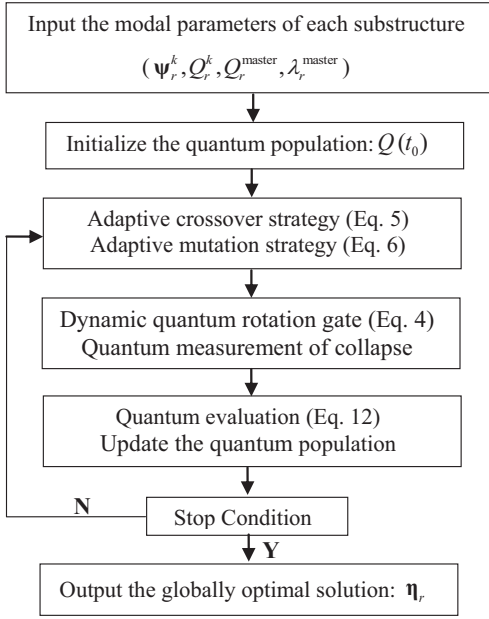 Input the modal parameters of each substructure
( ψ_r^k, Q_r^k, Q_r^master, λ_r^master )
Initialize the quantum population: Q(t_0)
Adaptive crossover strategy (Eq. 5)
Adaptive mutation strategy (Eq. 6)
Dynamic quantum rotation gate (Eq. 4)
Quantum measurement of collapse
Quantum evaluation (Eq. 12)
Update the quantum population
N
Stop Condition
Y
Output the globally optimal solution: η_r